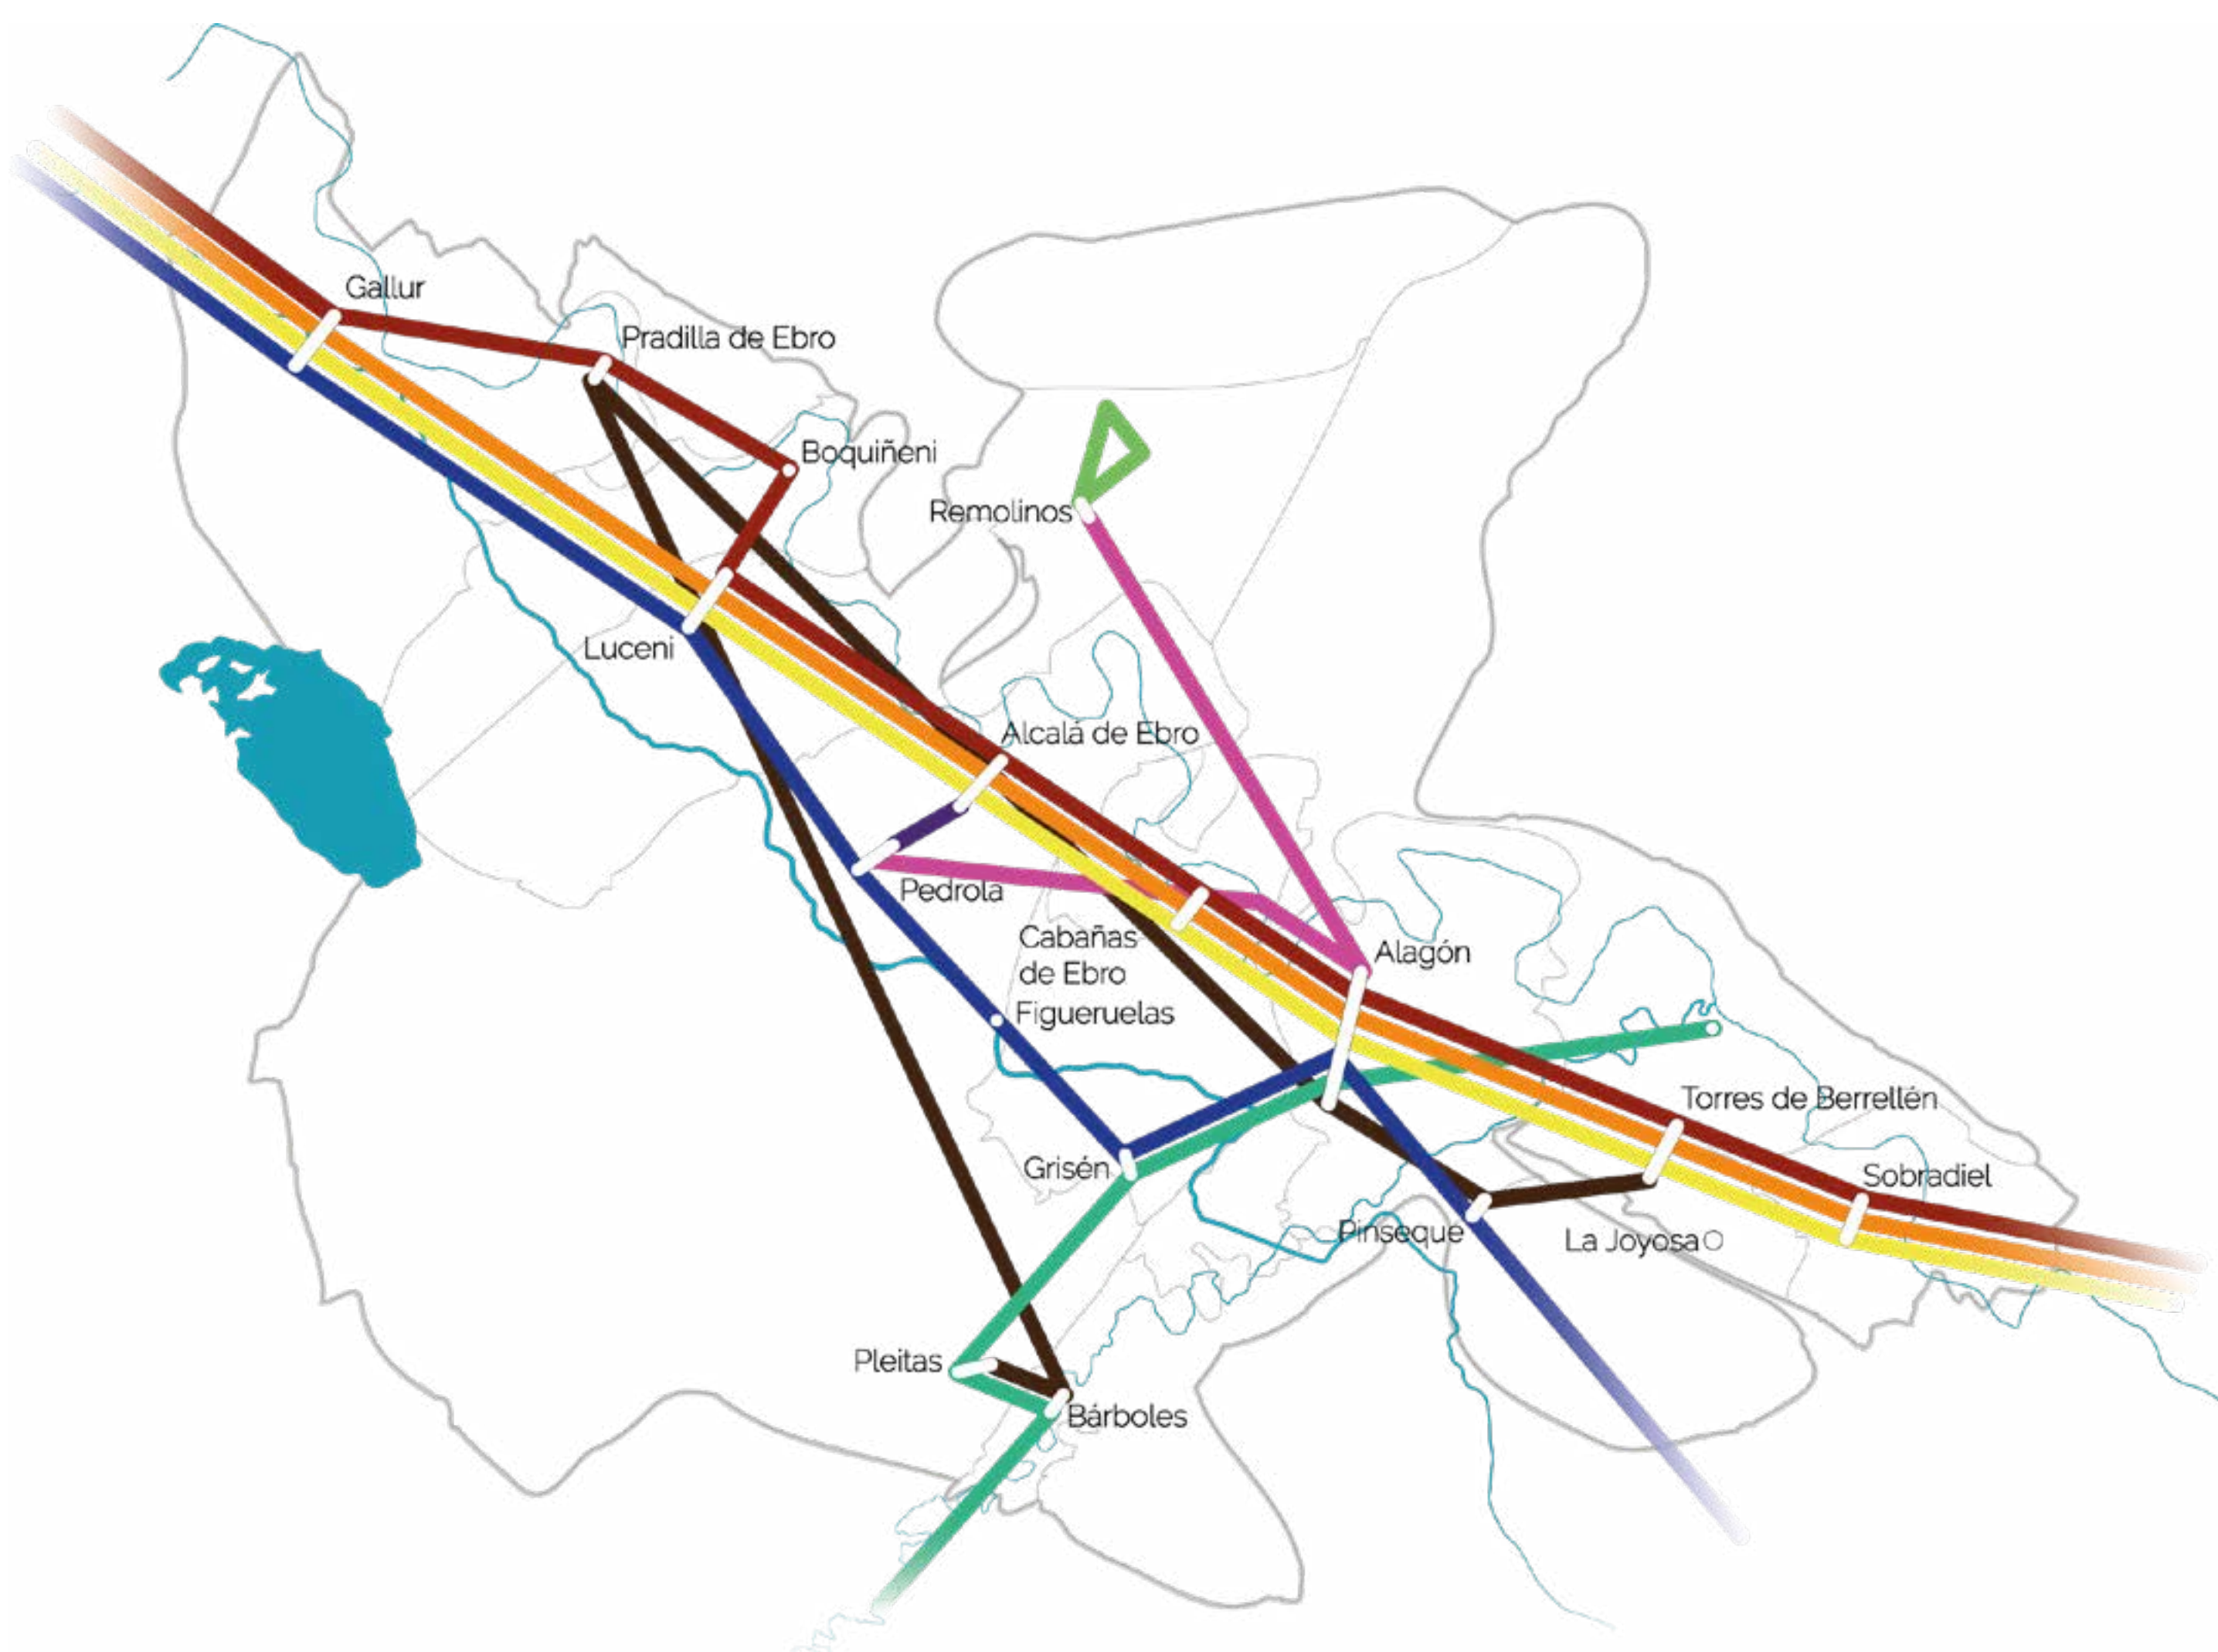 Gallur
Pradilla de Ebro
Boquiñeni
Remolinos
Luceni
Alcalá de Ebro
Pedrola
Cabañas
de Ebro
Alagón
Figueruelas
Torres de Berrellén
Grisén
Sobradiel
Pinseque
La Joyosa
Pleitas
Bárboles